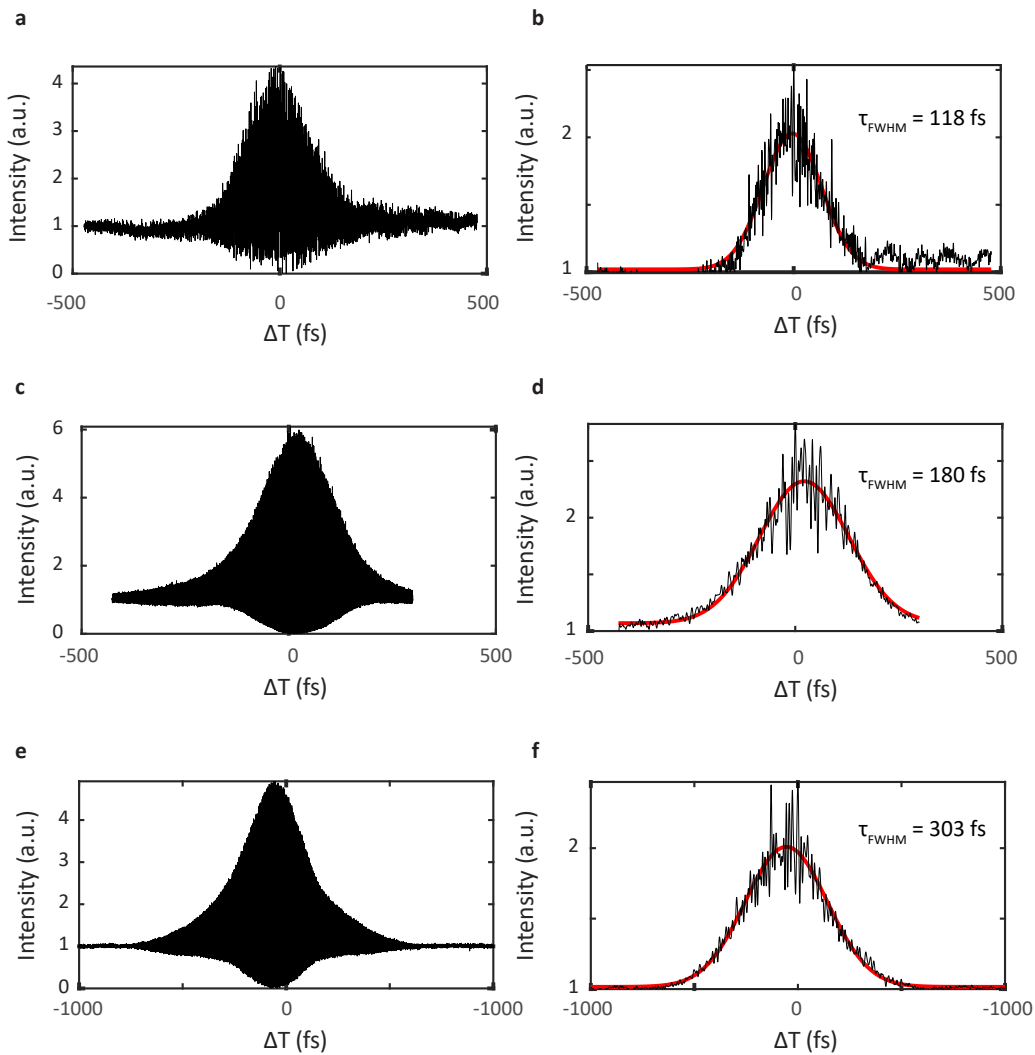 a
b
Intensity (a.u.)
4
3
2
1
0
-500
0
500
ΔT (fs)
Intensity (a.u.)
2
1
τFWHM = 118 fs
-500
0
500
ΔT (fs)
c
d
Intensity (a.u.)
6
4
2
0
-500
0
500
ΔT (fs)
Intensity (a.u.)
2
1
τFWHM = 180 fs
-500
0
500
ΔT (fs)
e
f
Intensity (a.u.)
4
3
2
1
0
-1000
0
-1000
ΔT (fs)
Intensity (a.u.)
2
1
τFWHM = 303 fs
-1000
0
-1000
ΔT (fs)